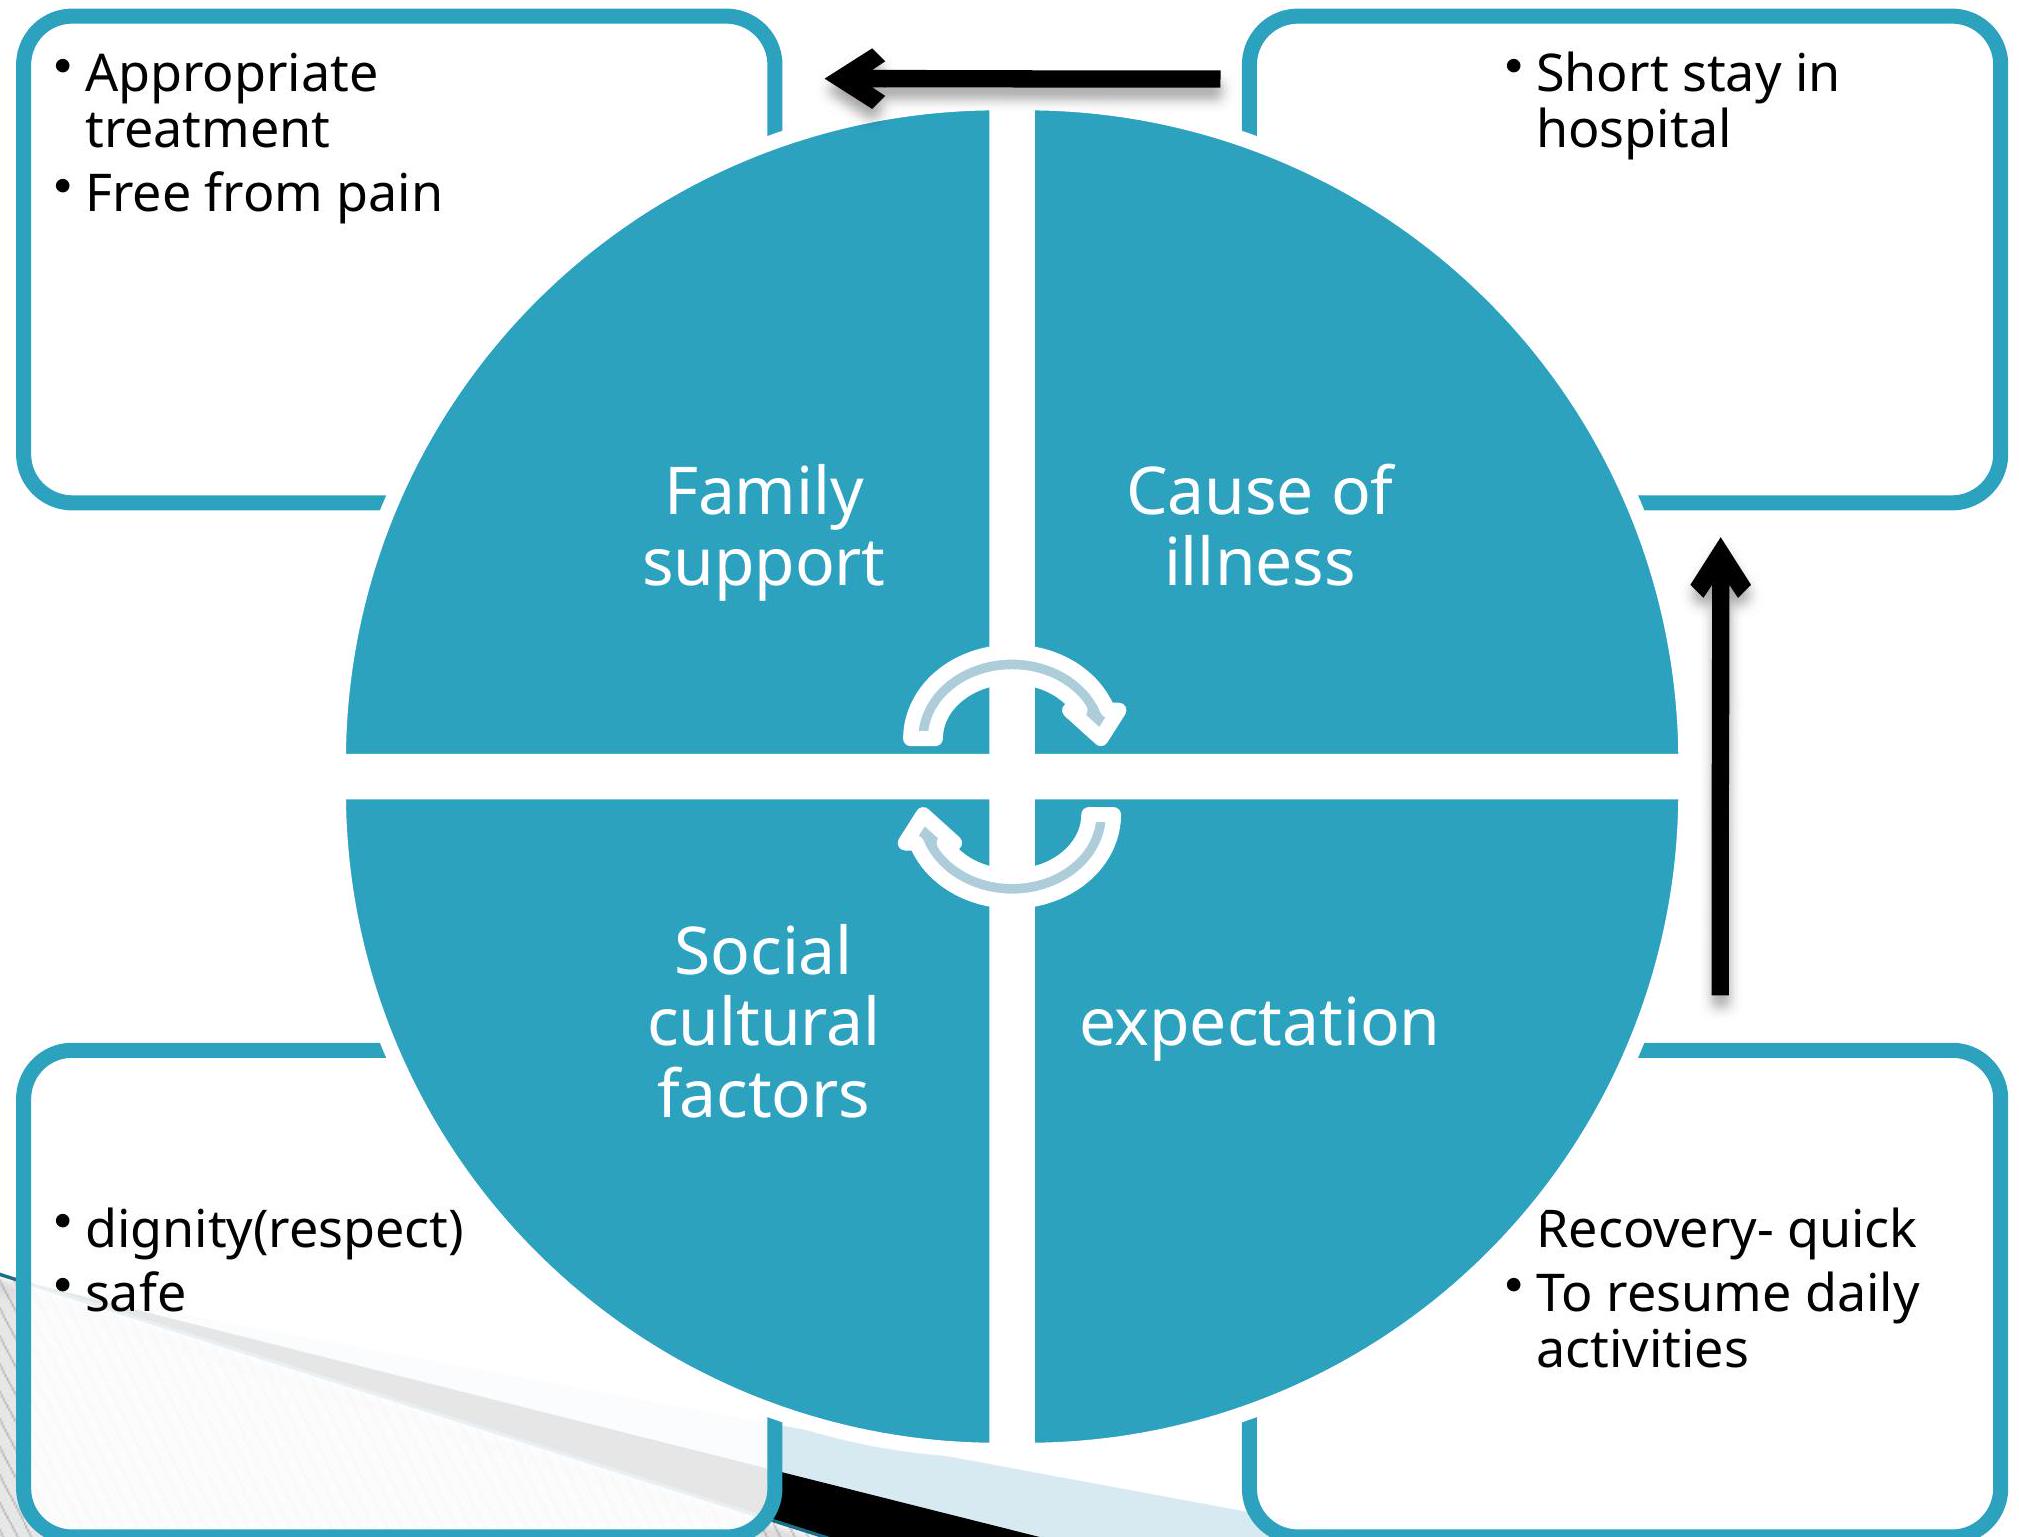 • Appropriate
treatment
• Free from pain
• Short stay in
hospital
Family
support
Cause of
illness
Social
cultural
factors
expectation
• dignity(respect)
• safe
Recovery- quick
• To resume daily
activities